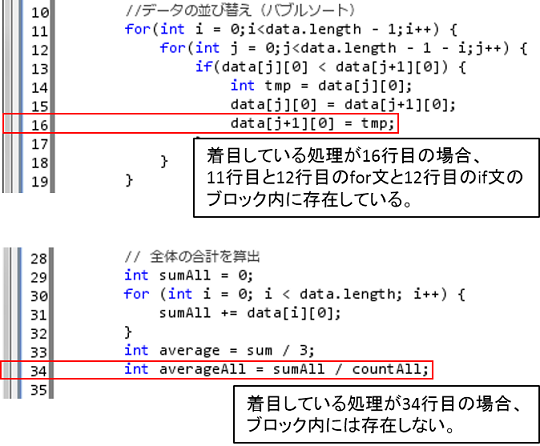 10 //データの並び替え（バブルソート）
11 for(int i = 0;i<data.length - 1;i++) {
12 for(int j = 0;j<data.length - 1 - i;j++) {
13 if(data[j][0] < data[j+1][0]) {
14 int tmp = data[j][0];
15 data[j][0] = data[j+1][0];
16 data[j+1][0] = tmp;
17
18 }
19 }
着目している処理が16行目の場合、
11行目と12行目のfor文と12行目のif文の
ブロック内に存在している。
28 // 全体の合計を算出
29 int sumAll = 0;
30 for (int i = 0; i < data.length; i++) {
31 sumAll += data[i][0];
32 }
33 int average = sum / 3;
34 int averageAll = sumAll / countAll;
35
着目している処理が34行目の場合、
ブロック内には存在しない。